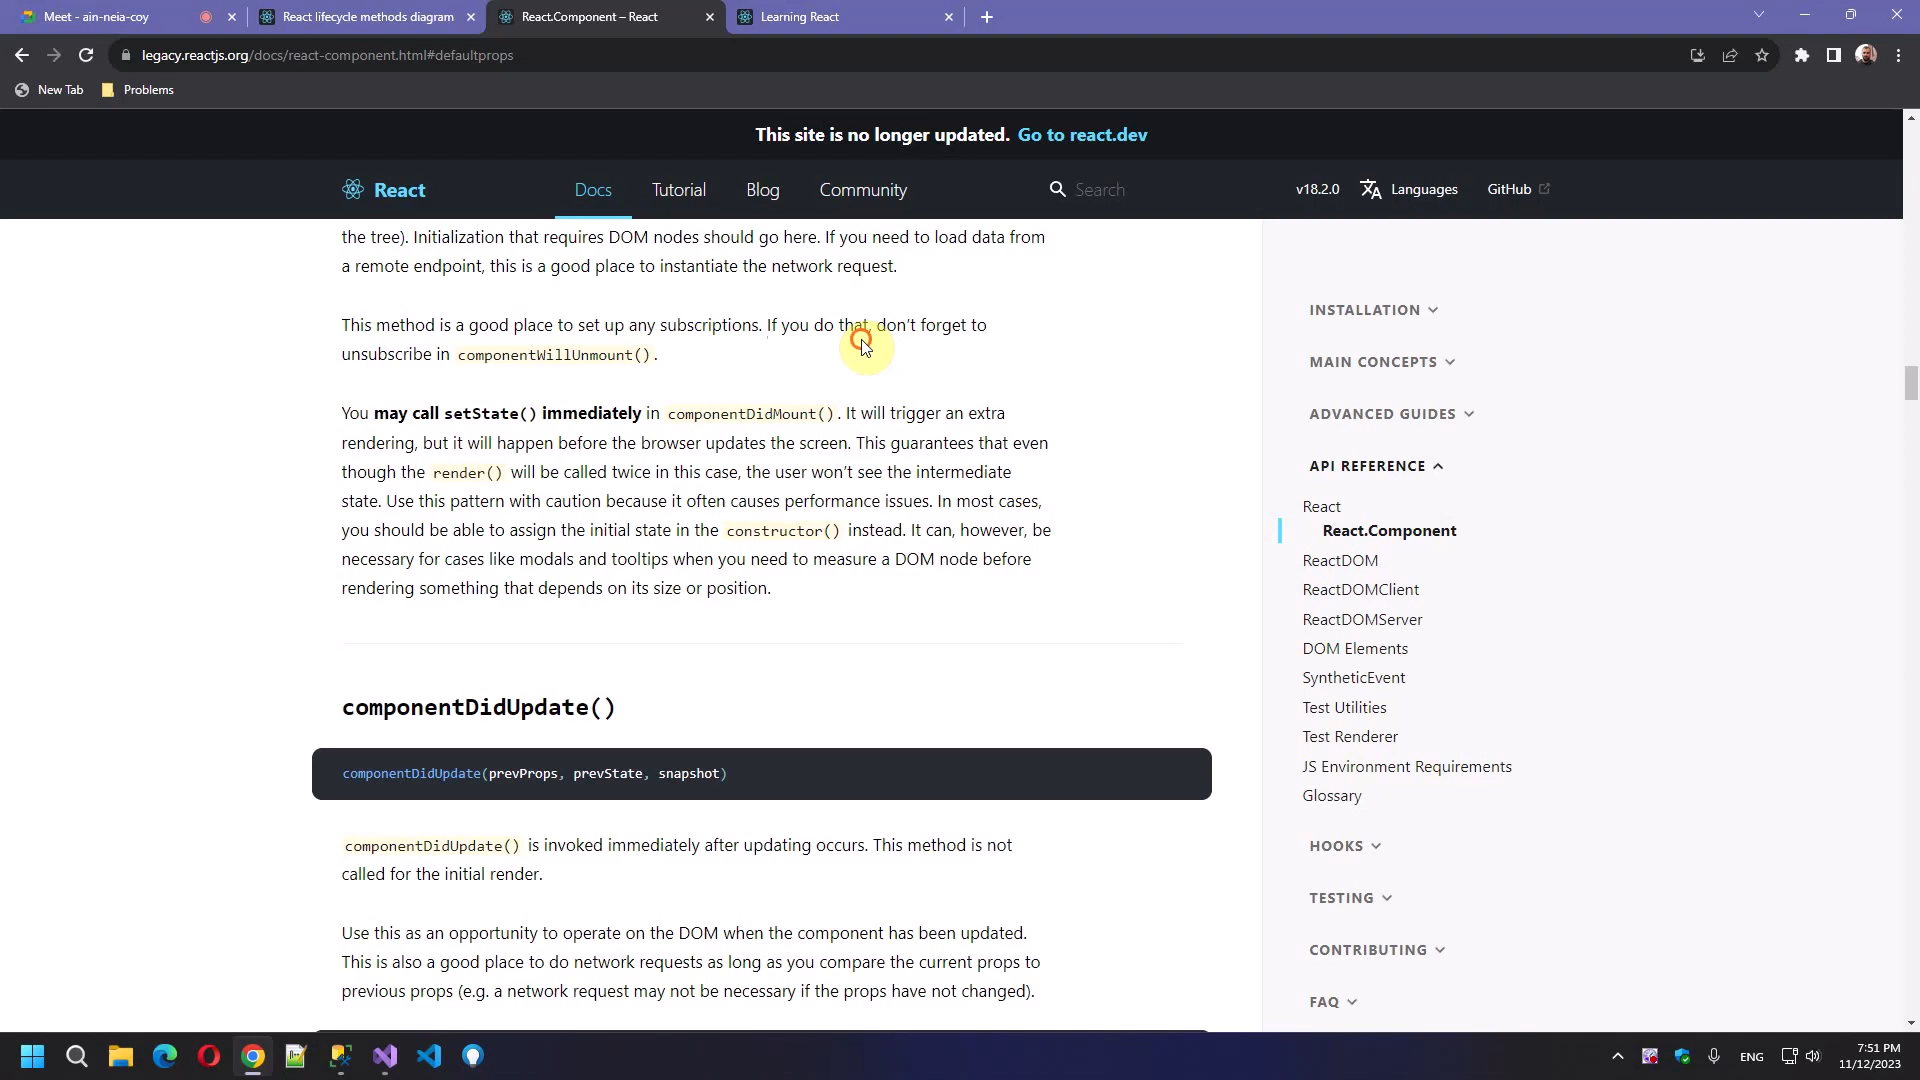 Meet - ain-neia-coy
React lifecycle methods diagram
React.Component – React
Learning React
legacy.reactjs.org/docs/react-component.html#defaultprops
New Tab
Problems
This site is no longer updated. Go to react.dev
React
Docs
Tutorial
Blog
Community
Search
v18.2.0
Languages
GitHub
the tree). Initialization that requires DOM nodes should go here. If you need to load data from
a remote endpoint, this is a good place to instantiate the network request.
This method is a good place to set up any subscriptions. If you do that, don’t forget to
unsubscribe in componentWillUnmount().
You may call setState() immediately in componentDidMount(). It will trigger an extra
rendering, but it will happen before the browser updates the screen. This guarantees that even
though the render() will be called twice in this case, the user won’t see the intermediate
state. Use this pattern with caution because it often causes performance issues. In most cases,
you should be able to assign the initial state in the constructor() instead. It can, however, be
necessary for cases like modals and tooltips when you need to measure a DOM node before
rendering something that depends on its size or position.
componentDidUpdate()
componentDidUpdate(prevProps, prevState, snapshot)
componentDidUpdate() is invoked immediately after updating occurs. This method is not
called for the initial render.
Use this as an opportunity to operate on the DOM when the component has been updated.
This is also a good place to do network requests as long as you compare the current props to
previous props (e.g. a network request may not be necessary if the props have not changed).
INSTALLATION
MAIN CONCEPTS
ADVANCED GUIDES
API REFERENCE
React
React.Component
ReactDOM
ReactDOMClient
ReactDOMServer
DOM Elements
SyntheticEvent
Test Utilities
Test Renderer
JS Environment Requirements
Glossary
HOOKS
TESTING
CONTRIBUTING
FAQ
ENG
7:51 PM
11/12/2023